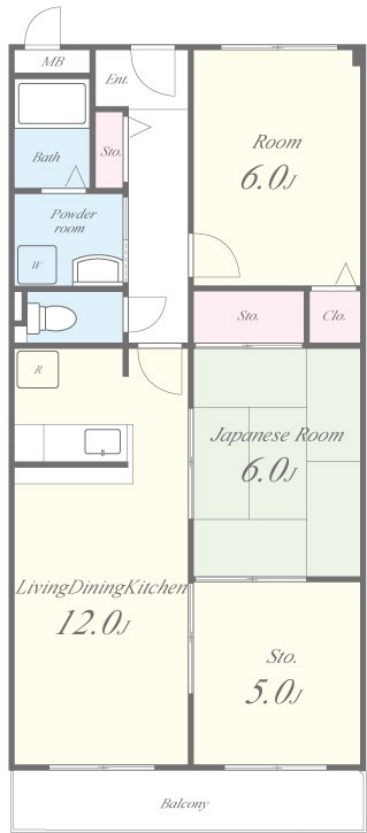 MB
Ent.
Bath
Sto.
Room
6.0J
Powder
room
W
Sto.
Clo.
R
Japanese Room
6.0J
LivingDiningKitchen
12.0J
Sto.
5.0J
Balcony